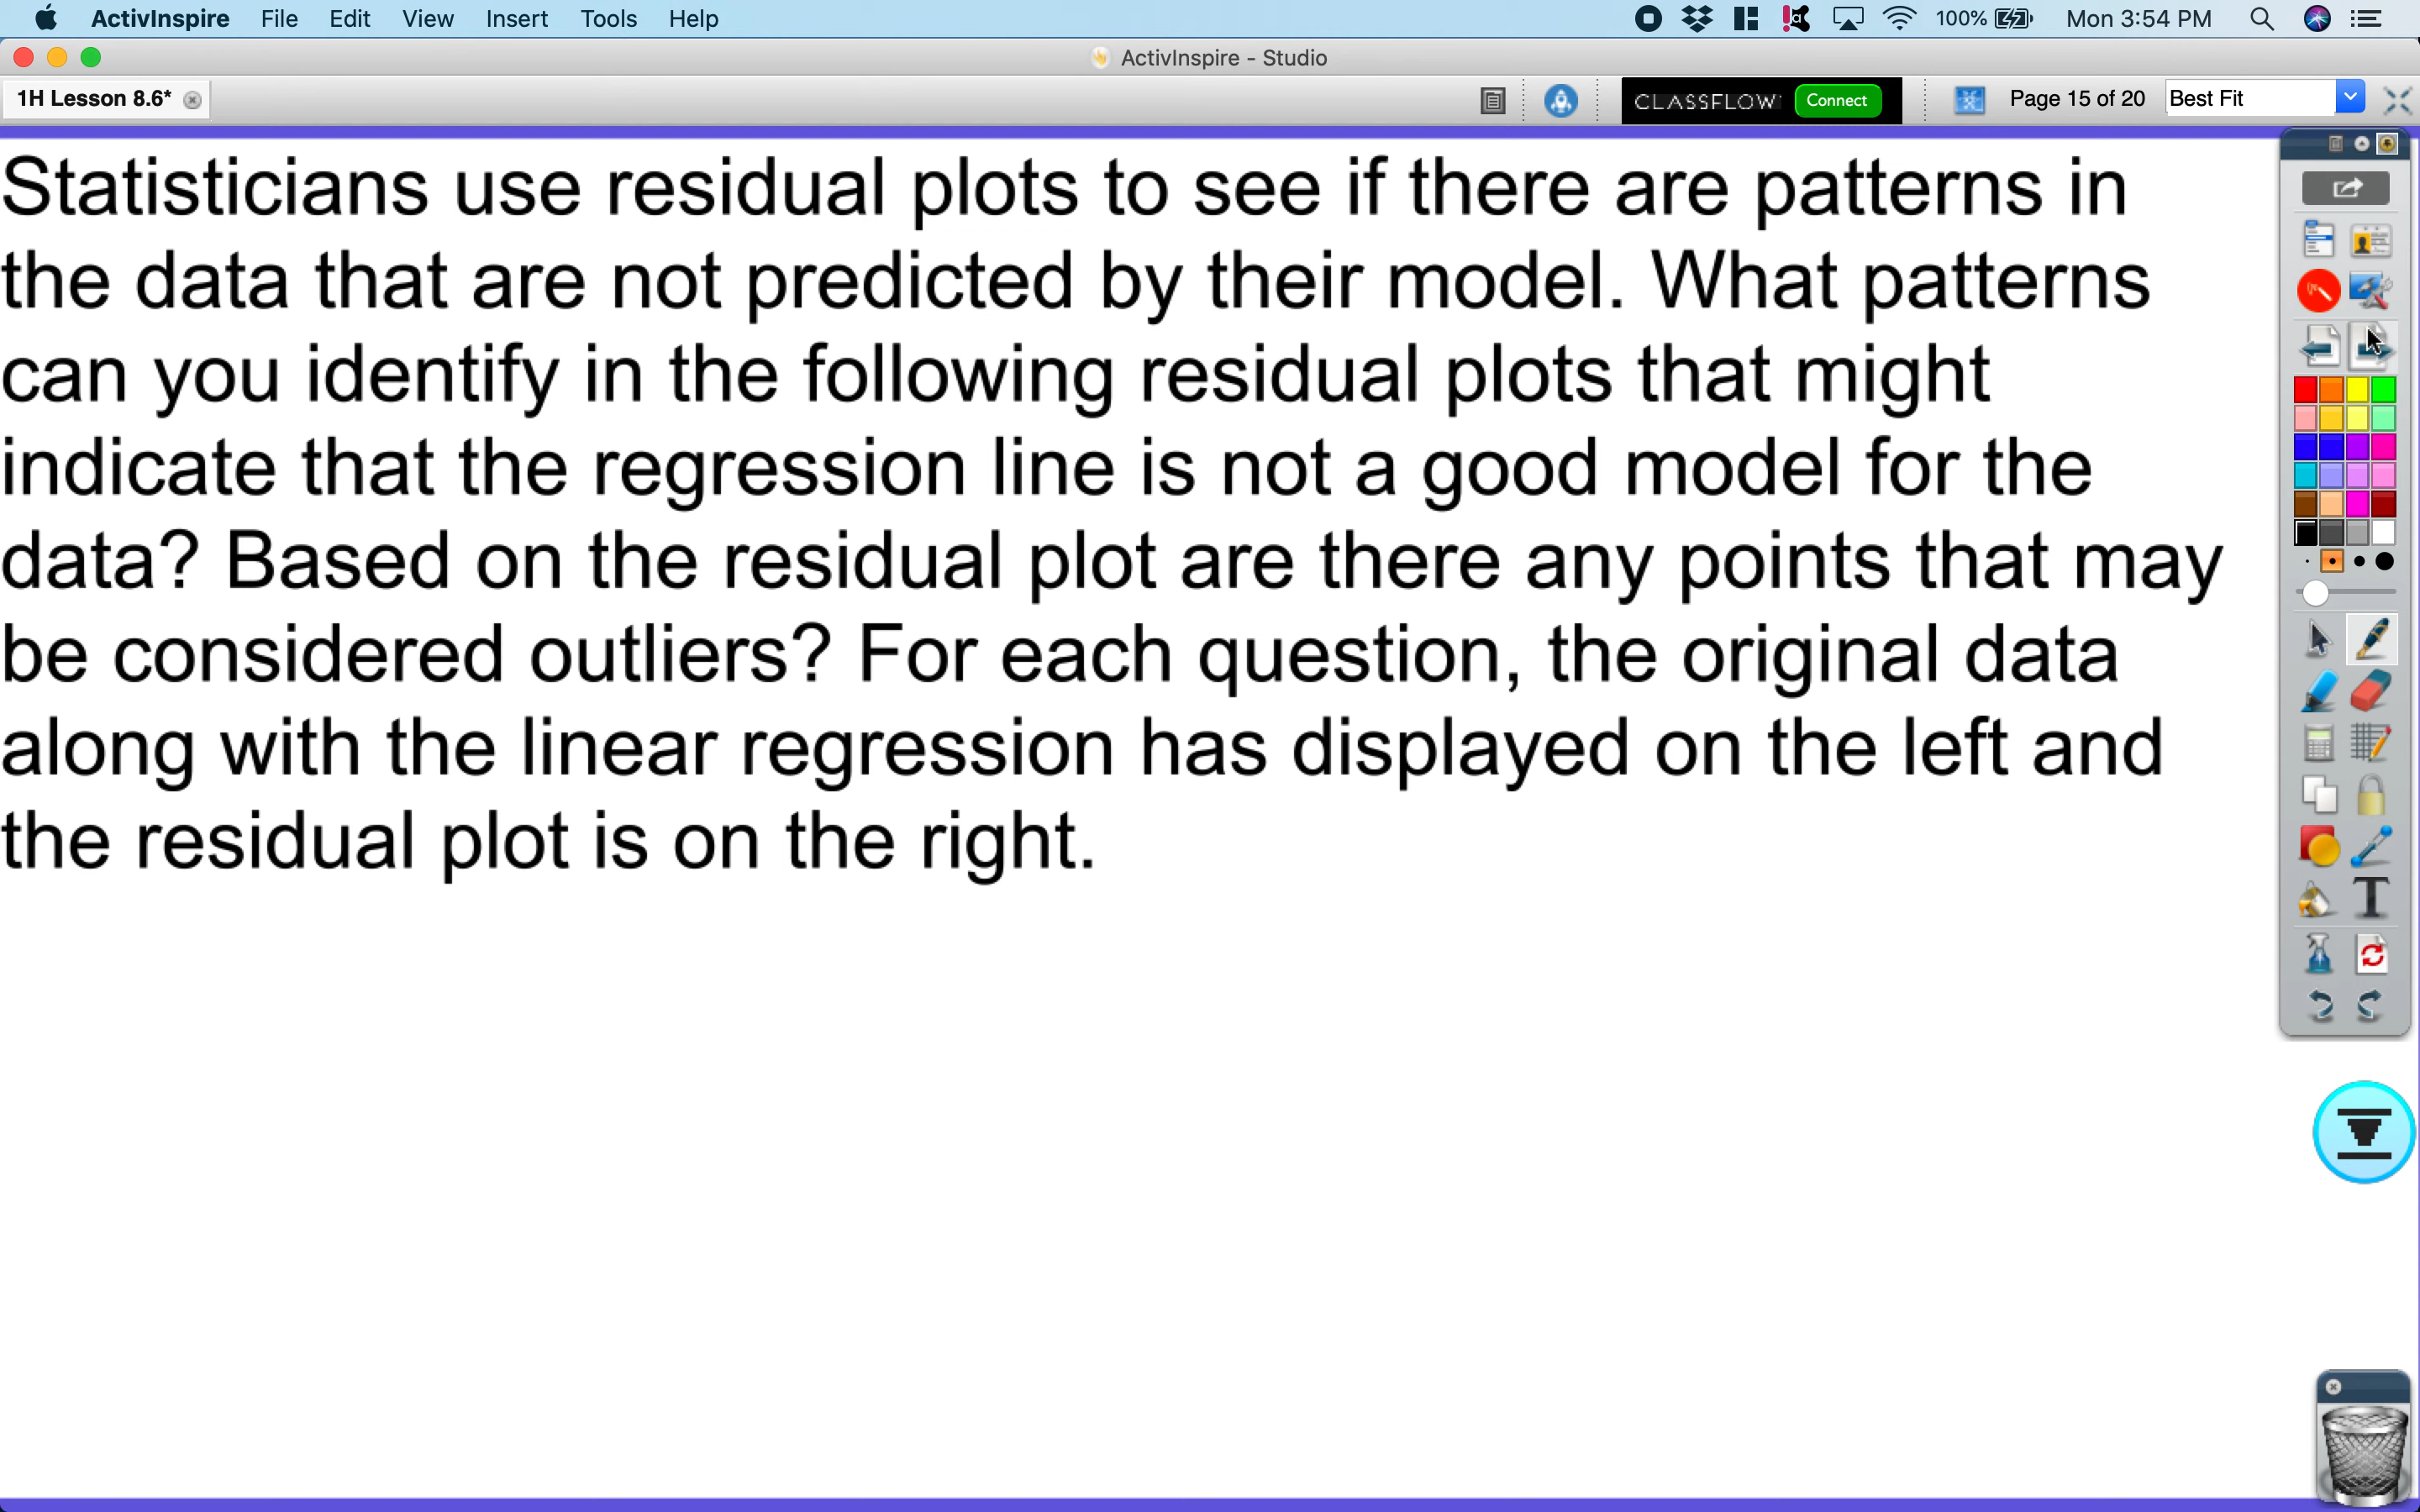 ActivInspire File Edit View Insert Tools Help 100% Mon 3:54 PM
ActivInspire - Studio
1H Lesson 8.6* CLASSFLOW Connect Page 15 of 20 Best Fit
Statisticians use residual plots to see if there are patterns in
the data that are not predicted by their model. What patterns
can you identify in the following residual plots that might
indicate that the regression line is not a good model for the
data? Based on the residual plot are there any points that may
be considered outliers? For each question, the original data
along with the linear regression has displayed on the left and
the residual plot is on the right.